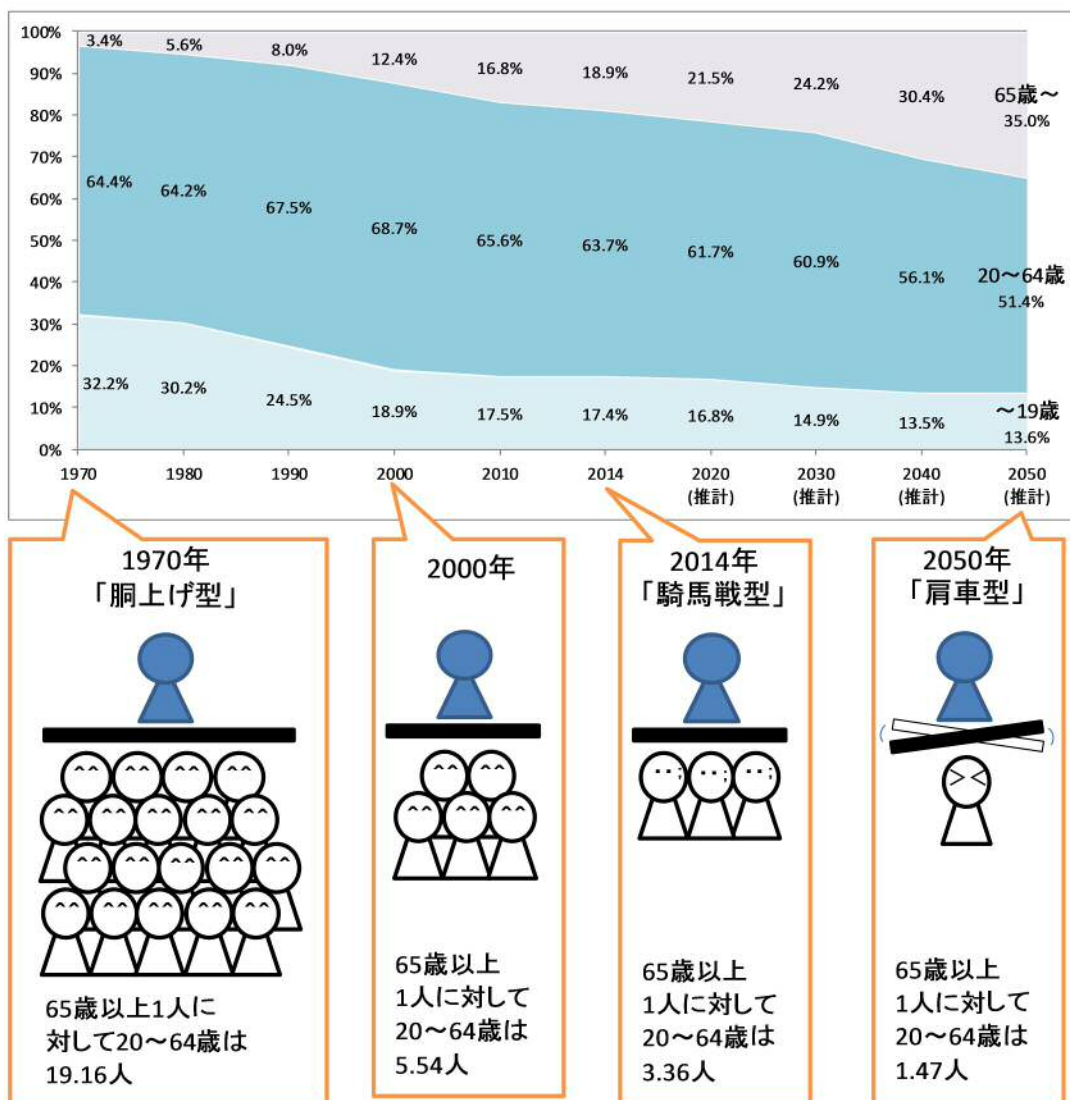 100%
90%
80%
70%
60%
50%
40%
30%
20%
10%
0%
3.4% 5.6% 8.0% 12.4% 16.8% 18.9% 21.5% 24.2% 30.4% 65歳～ 35.0%
64.4% 64.2% 67.5% 68.7% 65.6% 63.7% 61.7% 60.9% 56.1% 20～64歳 51.4%
32.2% 30.2% 24.5% 18.9% 17.5% 17.4% 16.8% 14.9% 13.5% ～19歳 13.6%
1970 1980 1990 2000 2010 2014 2020 2030 2040 2050
(推計) (推計) (推計) (推計)
1970年
「胴上げ型」
65歳以上1人に
対して20～64歳は
19.16人
2000年
65歳以上
1人に対して
20～64歳は
5.54人
2014年
「騎馬戦型」
65歳以上
1人に対して
20～64歳は
3.36人
2050年
「肩車型」
65歳以上
1人に対して
20～64歳は
1.47人